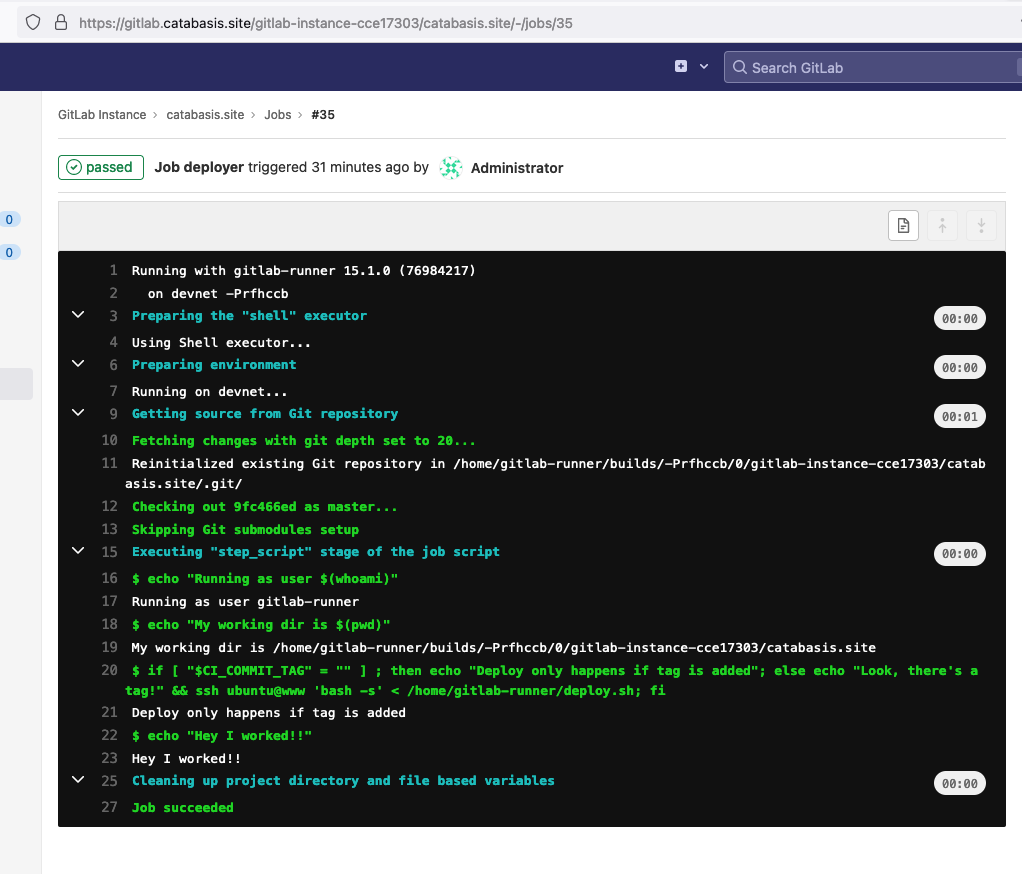 https://gitlab.catabasis.site/gitlab-instance-cce17303/catabasis.site/-/jobs/35
Search GitLab
GitLab Instance > catabasis.site > Jobs > #35
passed Job deployer triggered 31 minutes ago by Administrator
0
0
1 Running with gitlab-runner 15.1.0 (76984217)
2 on devnet -Prfhccb
3 Preparing the "shell" executor 00:00
4 Using Shell executor...
6 Preparing environment 00:00
7 Running on devnet...
9 Getting source from Git repository 00:01
10 Fetching changes with git depth set to 20...
11 Reinitialized existing Git repository in /home/gitlab-runner/builds/-Prfhccb/0/gitlab-instance-cce17303/catab
asis.site/.git/
12 Checking out 9fc466ed as master...
13 Skipping Git submodules setup
15 Executing "step_script" stage of the job script 00:00
16 $ echo "Running as user $(whoami)"
17 Running as user gitlab-runner
18 $ echo "My working dir is $(pwd)"
19 My working dir is /home/gitlab-runner/builds/-Prfhccb/0/gitlab-instance-cce17303/catabasis.site
20 $ if [ "$CI_COMMIT_TAG" = "" ] ; then echo "Deploy only happens if tag is added"; else echo "Look, there's a
tag!" && ssh ubuntu@www 'bash -s' < /home/gitlab-runner/deploy.sh; fi
21 Deploy only happens if tag is added
22 $ echo "Hey I worked!!"
23 Hey I worked!!
25 Cleaning up project directory and file based variables 00:00
27 Job succeeded